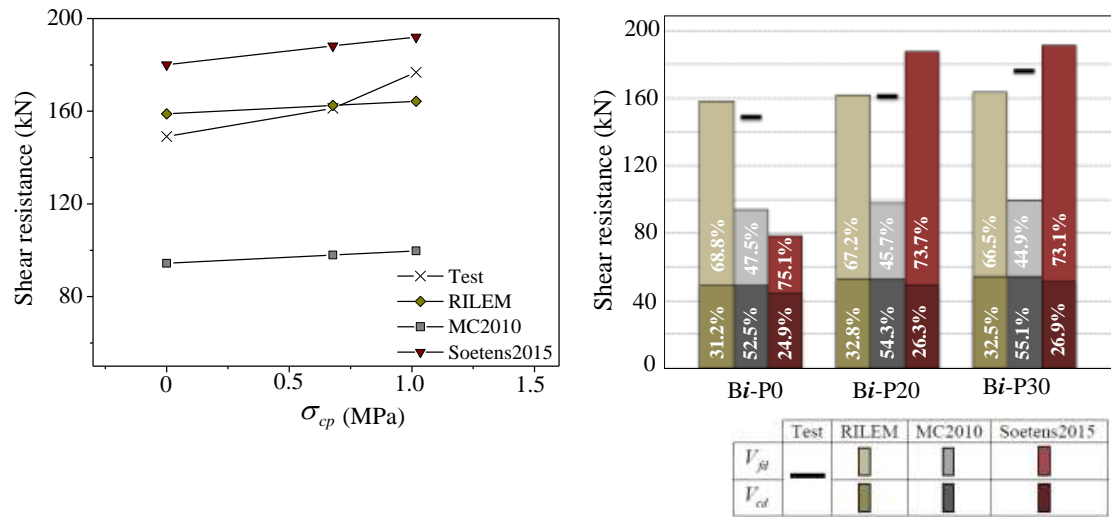 200
160
120
80
Shear resistance (kN)
Test
RILEM
MC2010
Soetens2015
0
0.5
1.0
1.5
σcp (MPa)
200
160
120
80
40
0
Shear resistance (kN)
68.8%
47.5%
75.1%
67.2%
45.7%
73.7%
66.5%
44.9%
73.1%
31.2%
52.5%
24.9%
32.8%
54.3%
26.3%
32.5%
55.1%
26.9%
Bi-P0
Bi-P20
Bi-P30
Test RILEM MC2010 Soetens2015
Vfd
Vcd